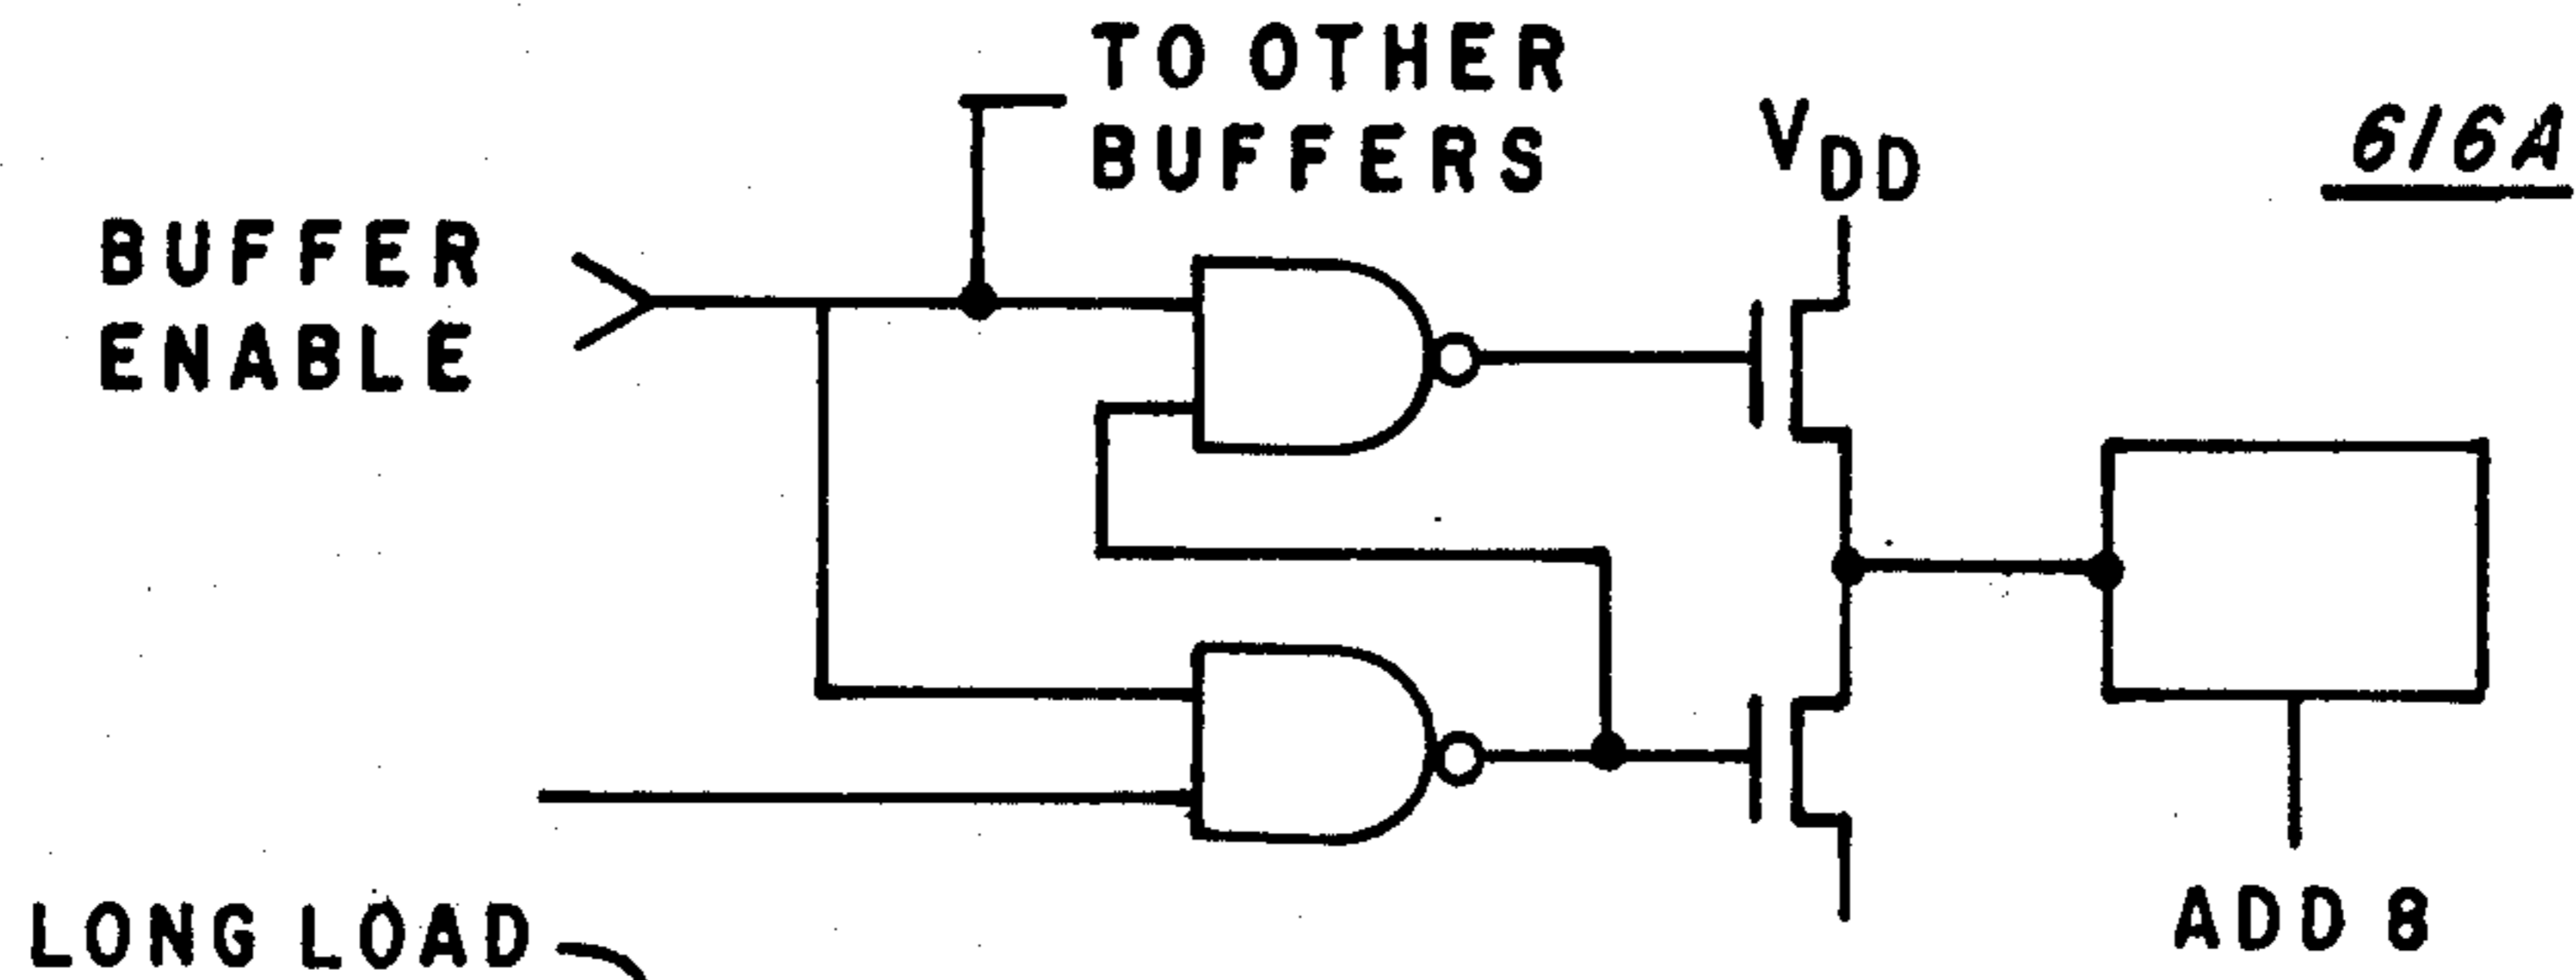 TO OTHER
BUFFERS
VDD
616A
BUFFER
ENABLE
LONG LOAD
ADD 8